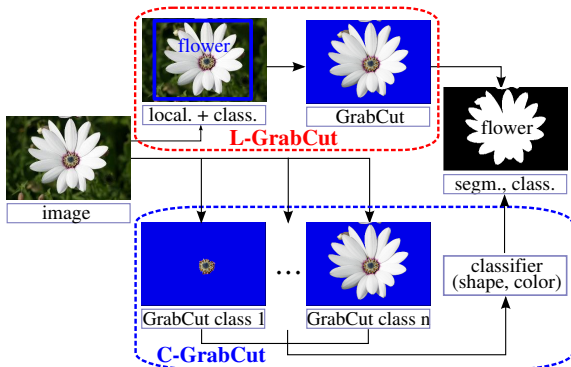 flower
local. + class.
GrabCut
L-GrabCut
flower
image
segm., class.
GrabCut class 1
...
GrabCut class n
classifier
(shape, color)
C-GrabCut